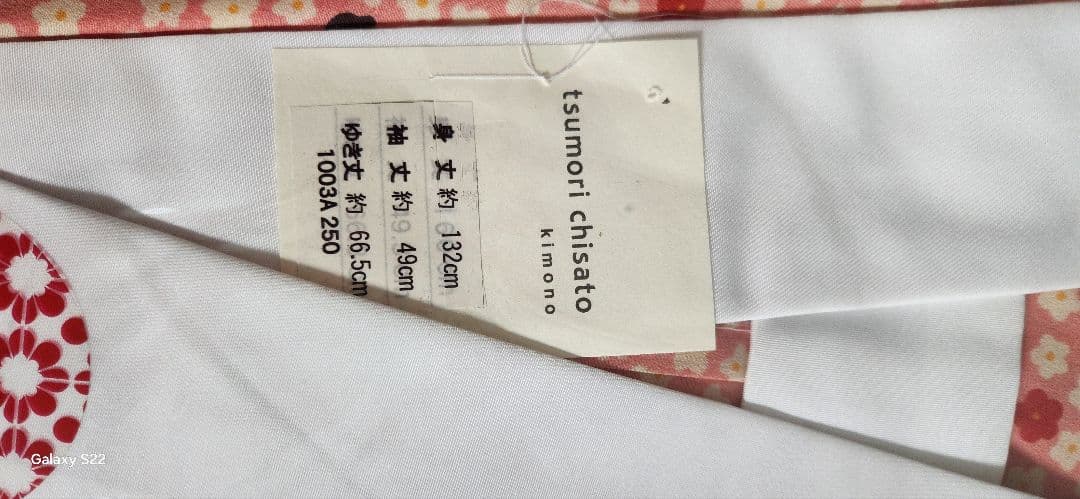 tsumori chisato
kimono
身 丈 約 132cm
袖 丈 約 49cm
ゆき丈 約 66.5cm
1003A 250
Galaxy S22